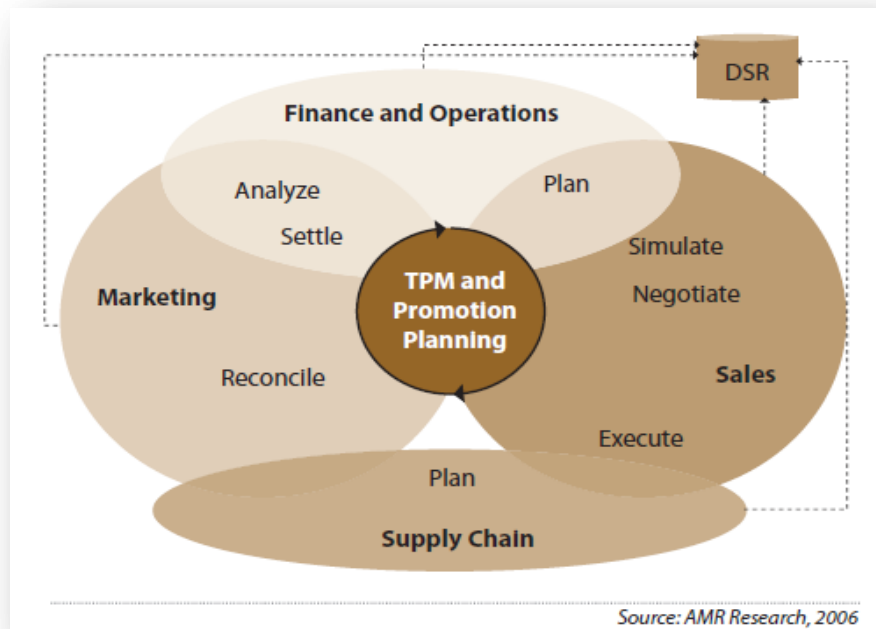 DSR
Finance and Operations
Analyze
Plan
Settle
Simulate
TPM and
Promotion
Planning
Negotiate
Marketing
Reconcile
Sales
Execute
Plan
Supply Chain
Source: AMR Research, 2006